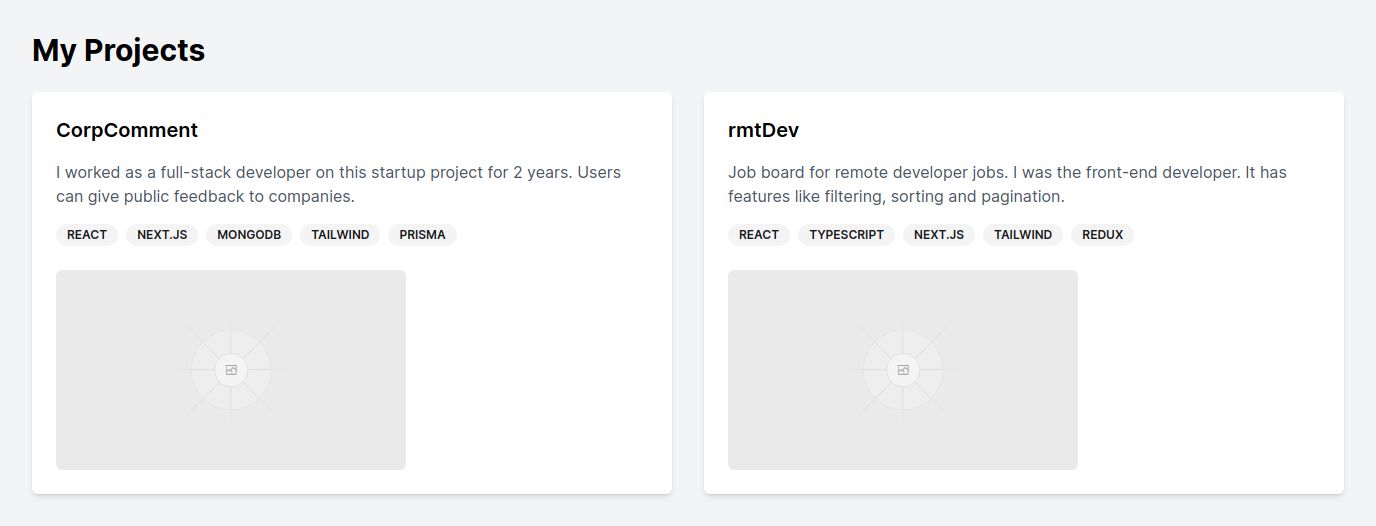 My Projects
CorpComment
I worked as a full-stack developer on this startup project for 2 years. Users
can give public feedback to companies.
REACT NEXT.JS MONGODB TAILWIND PRISMA
rmtDev
Job board for remote developer jobs. I was the front-end developer. It has
features like filtering, sorting and pagination.
REACT TYPESCRIPT NEXT.JS TAILWIND REDUX